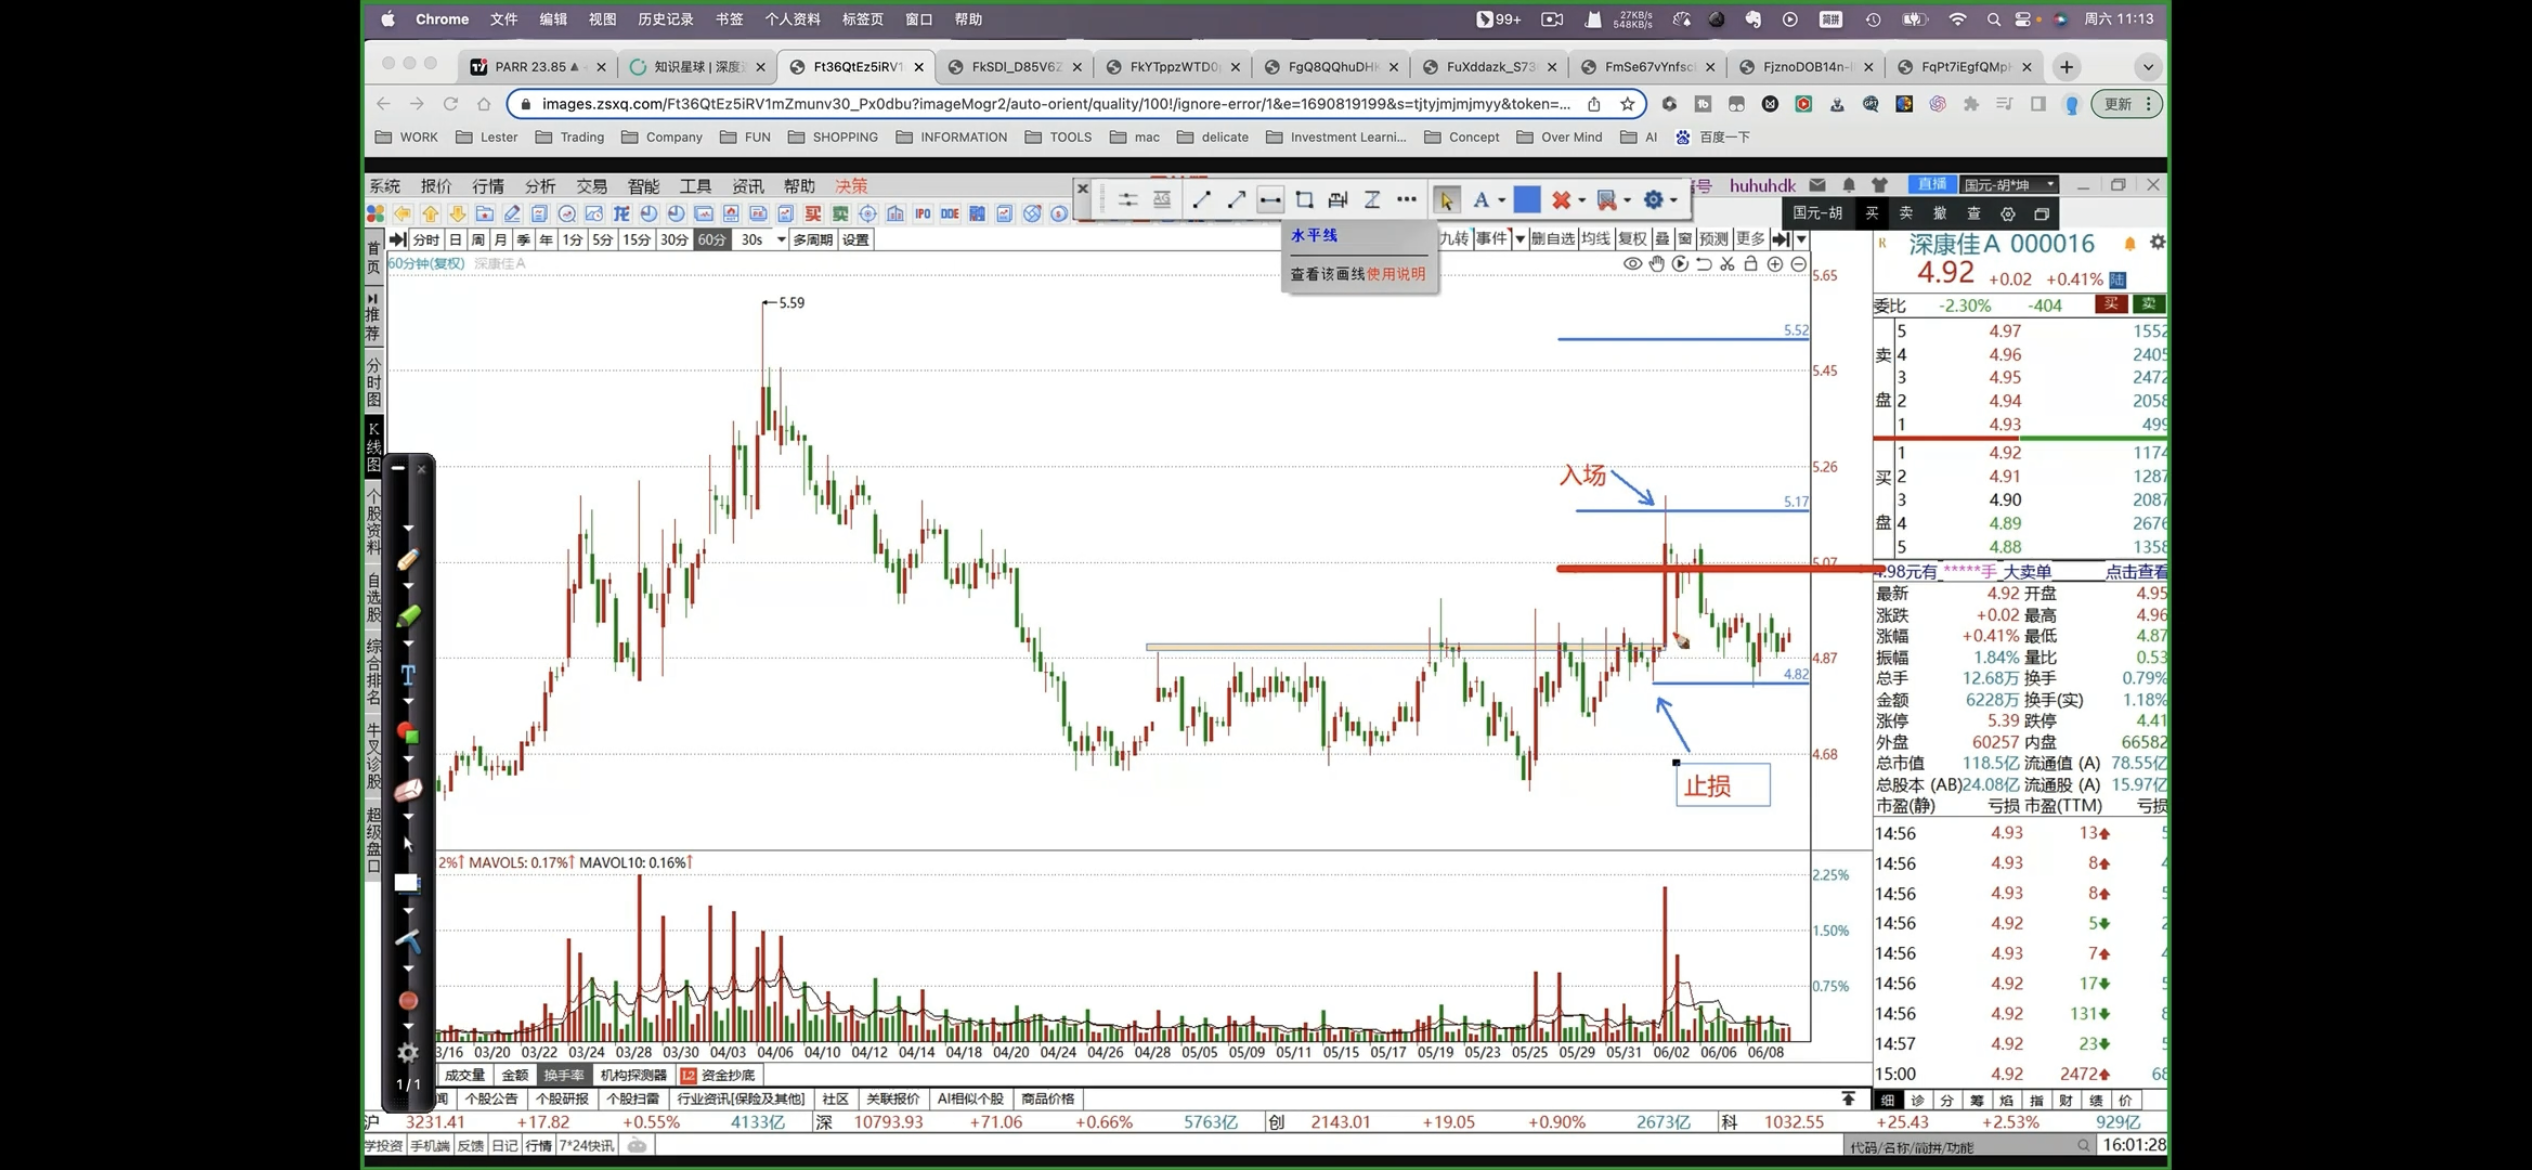 Chrome 文件 编辑 视图 历史记录 书签 个人资料 标签页 窗口 帮助 99+ 27KB/s 548KB/s 简拼 周六 11:13
PARR 23.85 知识星球 | 深度 Ft36QtEz5iRV1 FkSDI_D85V6Z FkYTppzWTD0 FgQ8QQhuDH FuXddazk_S73 FmSe67vYnfsc FjznoDOB14n- FqPt7iEgfQMp
images.zsxq.com/Ft36QtEz5iRV1mZmunv30_Px0dbu?imageMogr2/auto-orient/quality/100!/ignore-error/1&e=1690819199&s=tjtyjmjmjmyy&token=... 更新
WORK Lester Trading Company FUN SHOPPING INFORMATION TOOLS mac delicate Investment Learni... Concept Over Mind AI 百度一下
系统 报价 行情 分析 交易 智能 工具 资讯 帮助 决策 号 huhuhdk 直播 国元-胡*坤
龙 买 卖 IPO DDE A 国元-胡 买 卖 撤 查
分时 日 周 月 季 年 1分 5分 15分 30分 60分 30s 多周期 设置 九转 事件 删自选 均线 复权 叠 窗 预测 更多
水平线
查看该画线使用说明
60分钟(复权) 深康佳A
首页
推荐
分时图
K线图
个股资料
自选股
综合排名
牛叉诊股
超级盘口
T
1/1
5.59
5.65
5.52
5.45
5.26
5.17
5.07
4.87
4.82
4.68
入场
止损
2%↑ MAVOL5: 0.17%↑ MAVOL10: 0.16%↑
2.25%
1.50%
0.75%
3/16 03/20 03/22 03/24 03/28 03/30 04/03 04/06 04/10 04/12 04/14 04/18 04/20 04/24 04/26 04/28 05/05 05/09 05/11 05/15 05/17 05/19 05/23 05/25 05/29 05/31 06/02 06/06 06/08
成交量 金额 换手率 机构探测器 L2 资金抄底
闻 个股公告 个股研报 个股扫雷 行业资讯[保险及其他] 社区 关联报价 AI相似个股 商品价格
R 深康佳A 000016
4.92 +0.02 +0.41% 陆
委比 -2.30% -404 买 卖
卖盘
5 4.97 1552
4 4.96 2405
3 4.95 2472
2 4.94 2058
1 4.93 499
买盘
1 4.92 1174
2 4.91 1287
3 4.90 2087
4 4.89 2676
5 4.88 1358
4.98元有 *****手 大卖单 点击查看
最新 4.92 开盘 4.95
涨跌 +0.02 最高 4.96
涨幅 +0.41% 最低 4.87
振幅 1.84% 量比 0.53
总手 12.68万 换手 0.79%
金额 6228万 换手(实) 1.18%
涨停 5.39 跌停 4.41
外盘 60257 内盘 66582
总市值 118.5亿 流通值 (A) 78.55亿
总股本 (AB) 24.08亿 流通股 (A) 15.97亿
市盈(静) 亏损 市盈(TTM) 亏损
14:56 4.93 13
14:56 4.93 8
14:56 4.93 8
14:56 4.92 5
14:56 4.93 7
14:56 4.92 17
14:56 4.92 131
14:57 4.92 23
15:00 4.92 2472
细 诊 分 筹 焰 指 财 绩 价
沪 3231.41 +17.82 +0.55% 4133亿 深 10793.93 +71.06 +0.66% 5763亿 创 2143.01 +19.05 +0.90% 2673亿 科 1032.55 +25.43 +2.53% 929亿
学投资 手机端 反馈 日记 行情 7*24快讯 代码/名称/简拼/功能 16:01:28